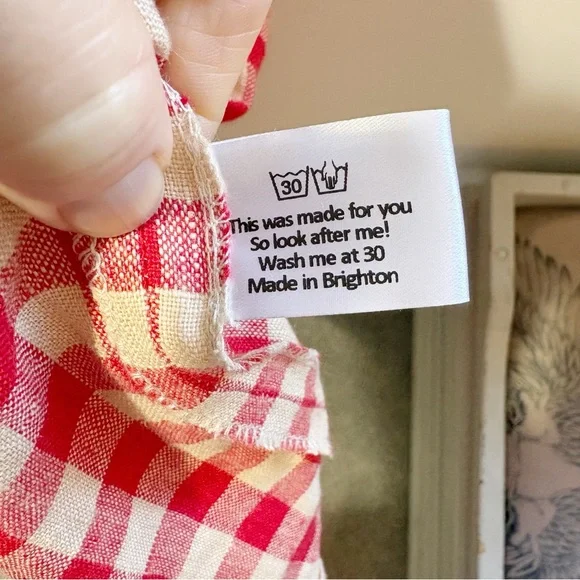 30
This was made for you
So look after me!
Wash me at 30
Made in Brighton